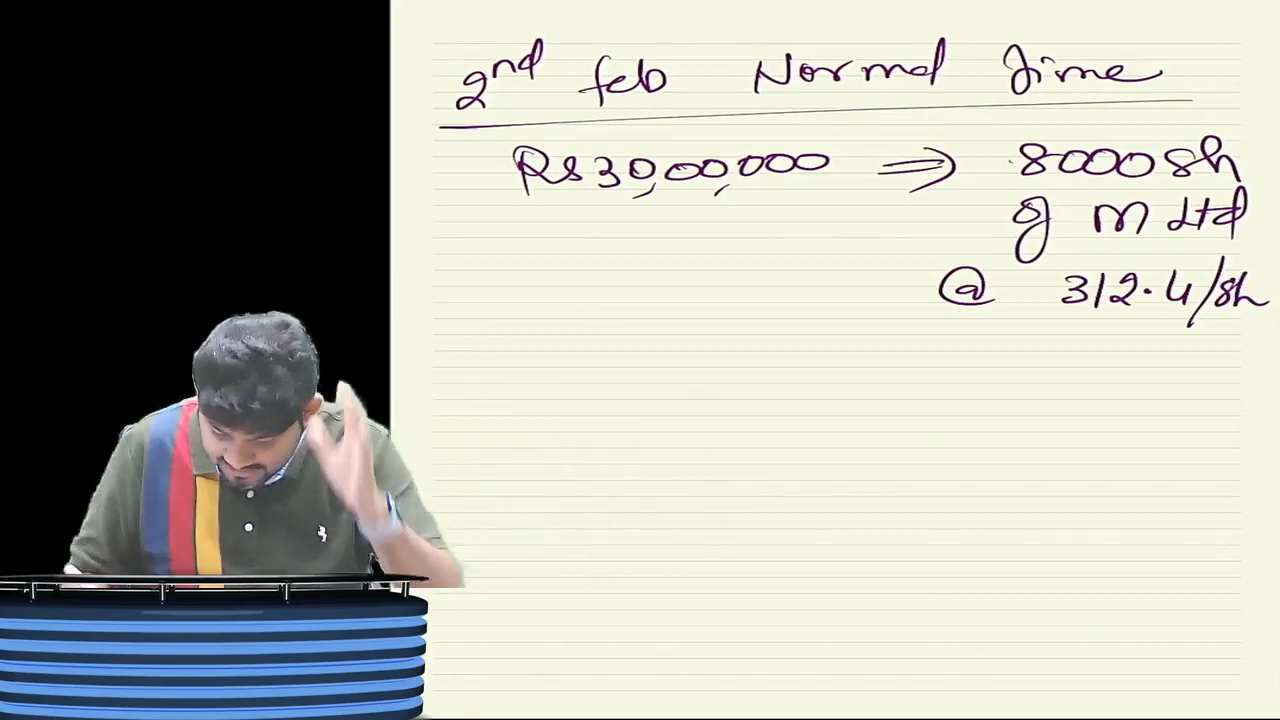 2nd feb Normal Time
Rs 30,00,000 ⇒ 8000 sh
of M Ltd
@ 312.4/sh